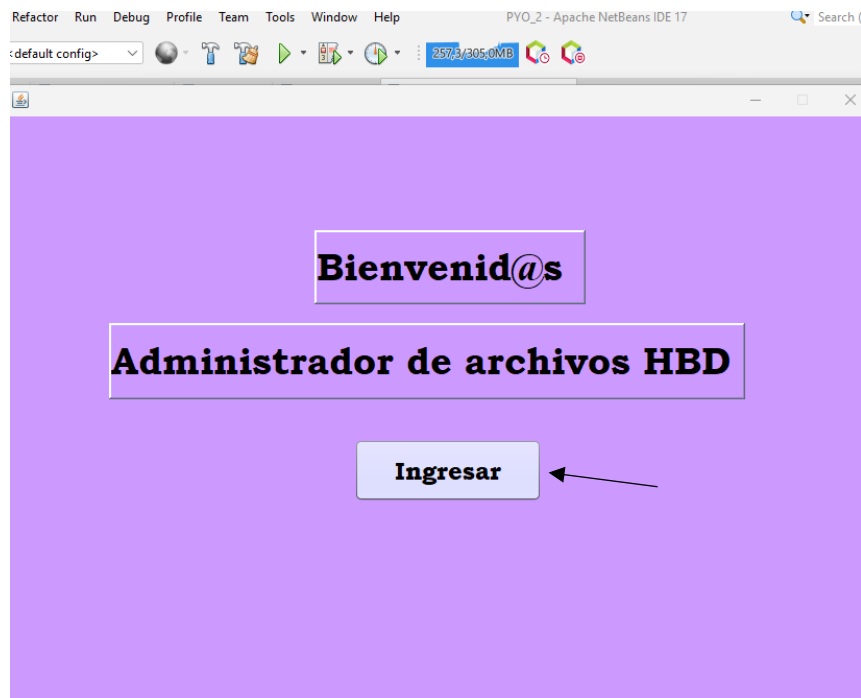 Refactor Run Debug Profile Team Tools Window Help PYO_2 - Apache NetBeans IDE 17 Search (
<default config> 257,3/305,0MB
Bienvenid@s
Administrador de archivos HBD
Ingresar